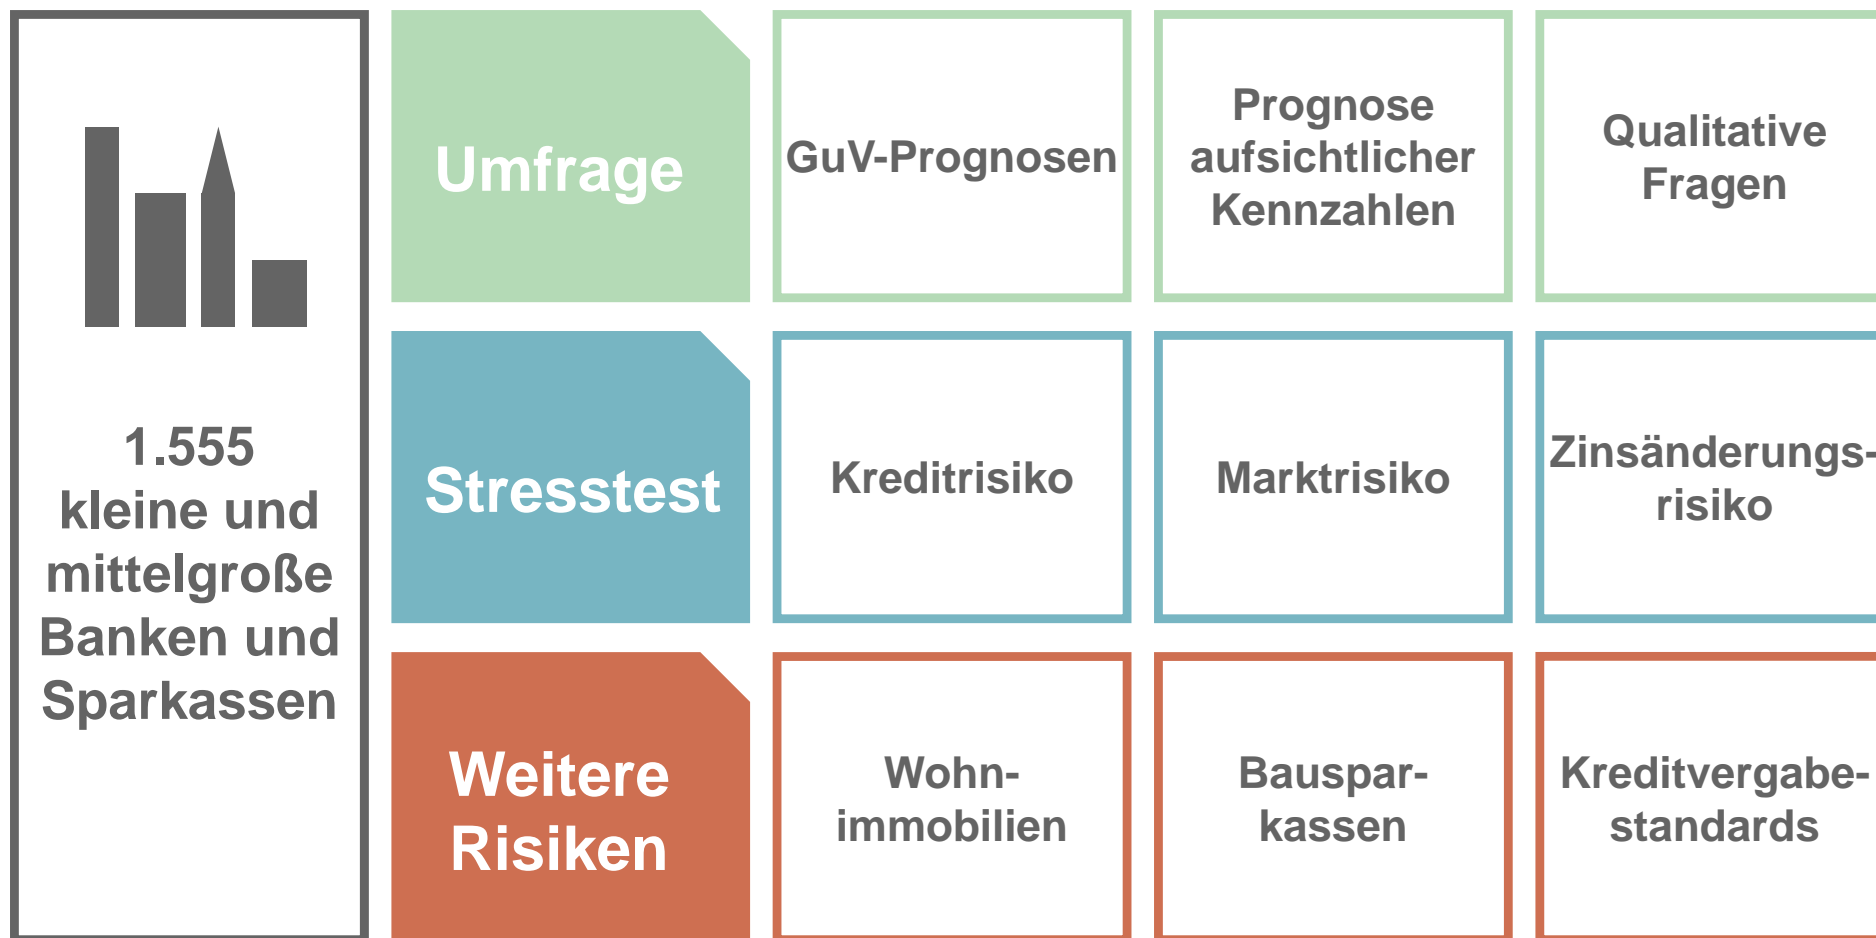 1.555
kleine und
mittelgroße
Banken und
Sparkassen
Umfrage
GuV-Prognosen
Prognose
aufsichtlicher
Kennzahlen
Qualitative
Fragen
Stresstest
Kreditrisiko
Marktrisiko
Zinsänderungs-
risiko
Weitere
Risiken
Wohn-
immobilien
Bauspar-
kassen
Kreditvergabe-
standards